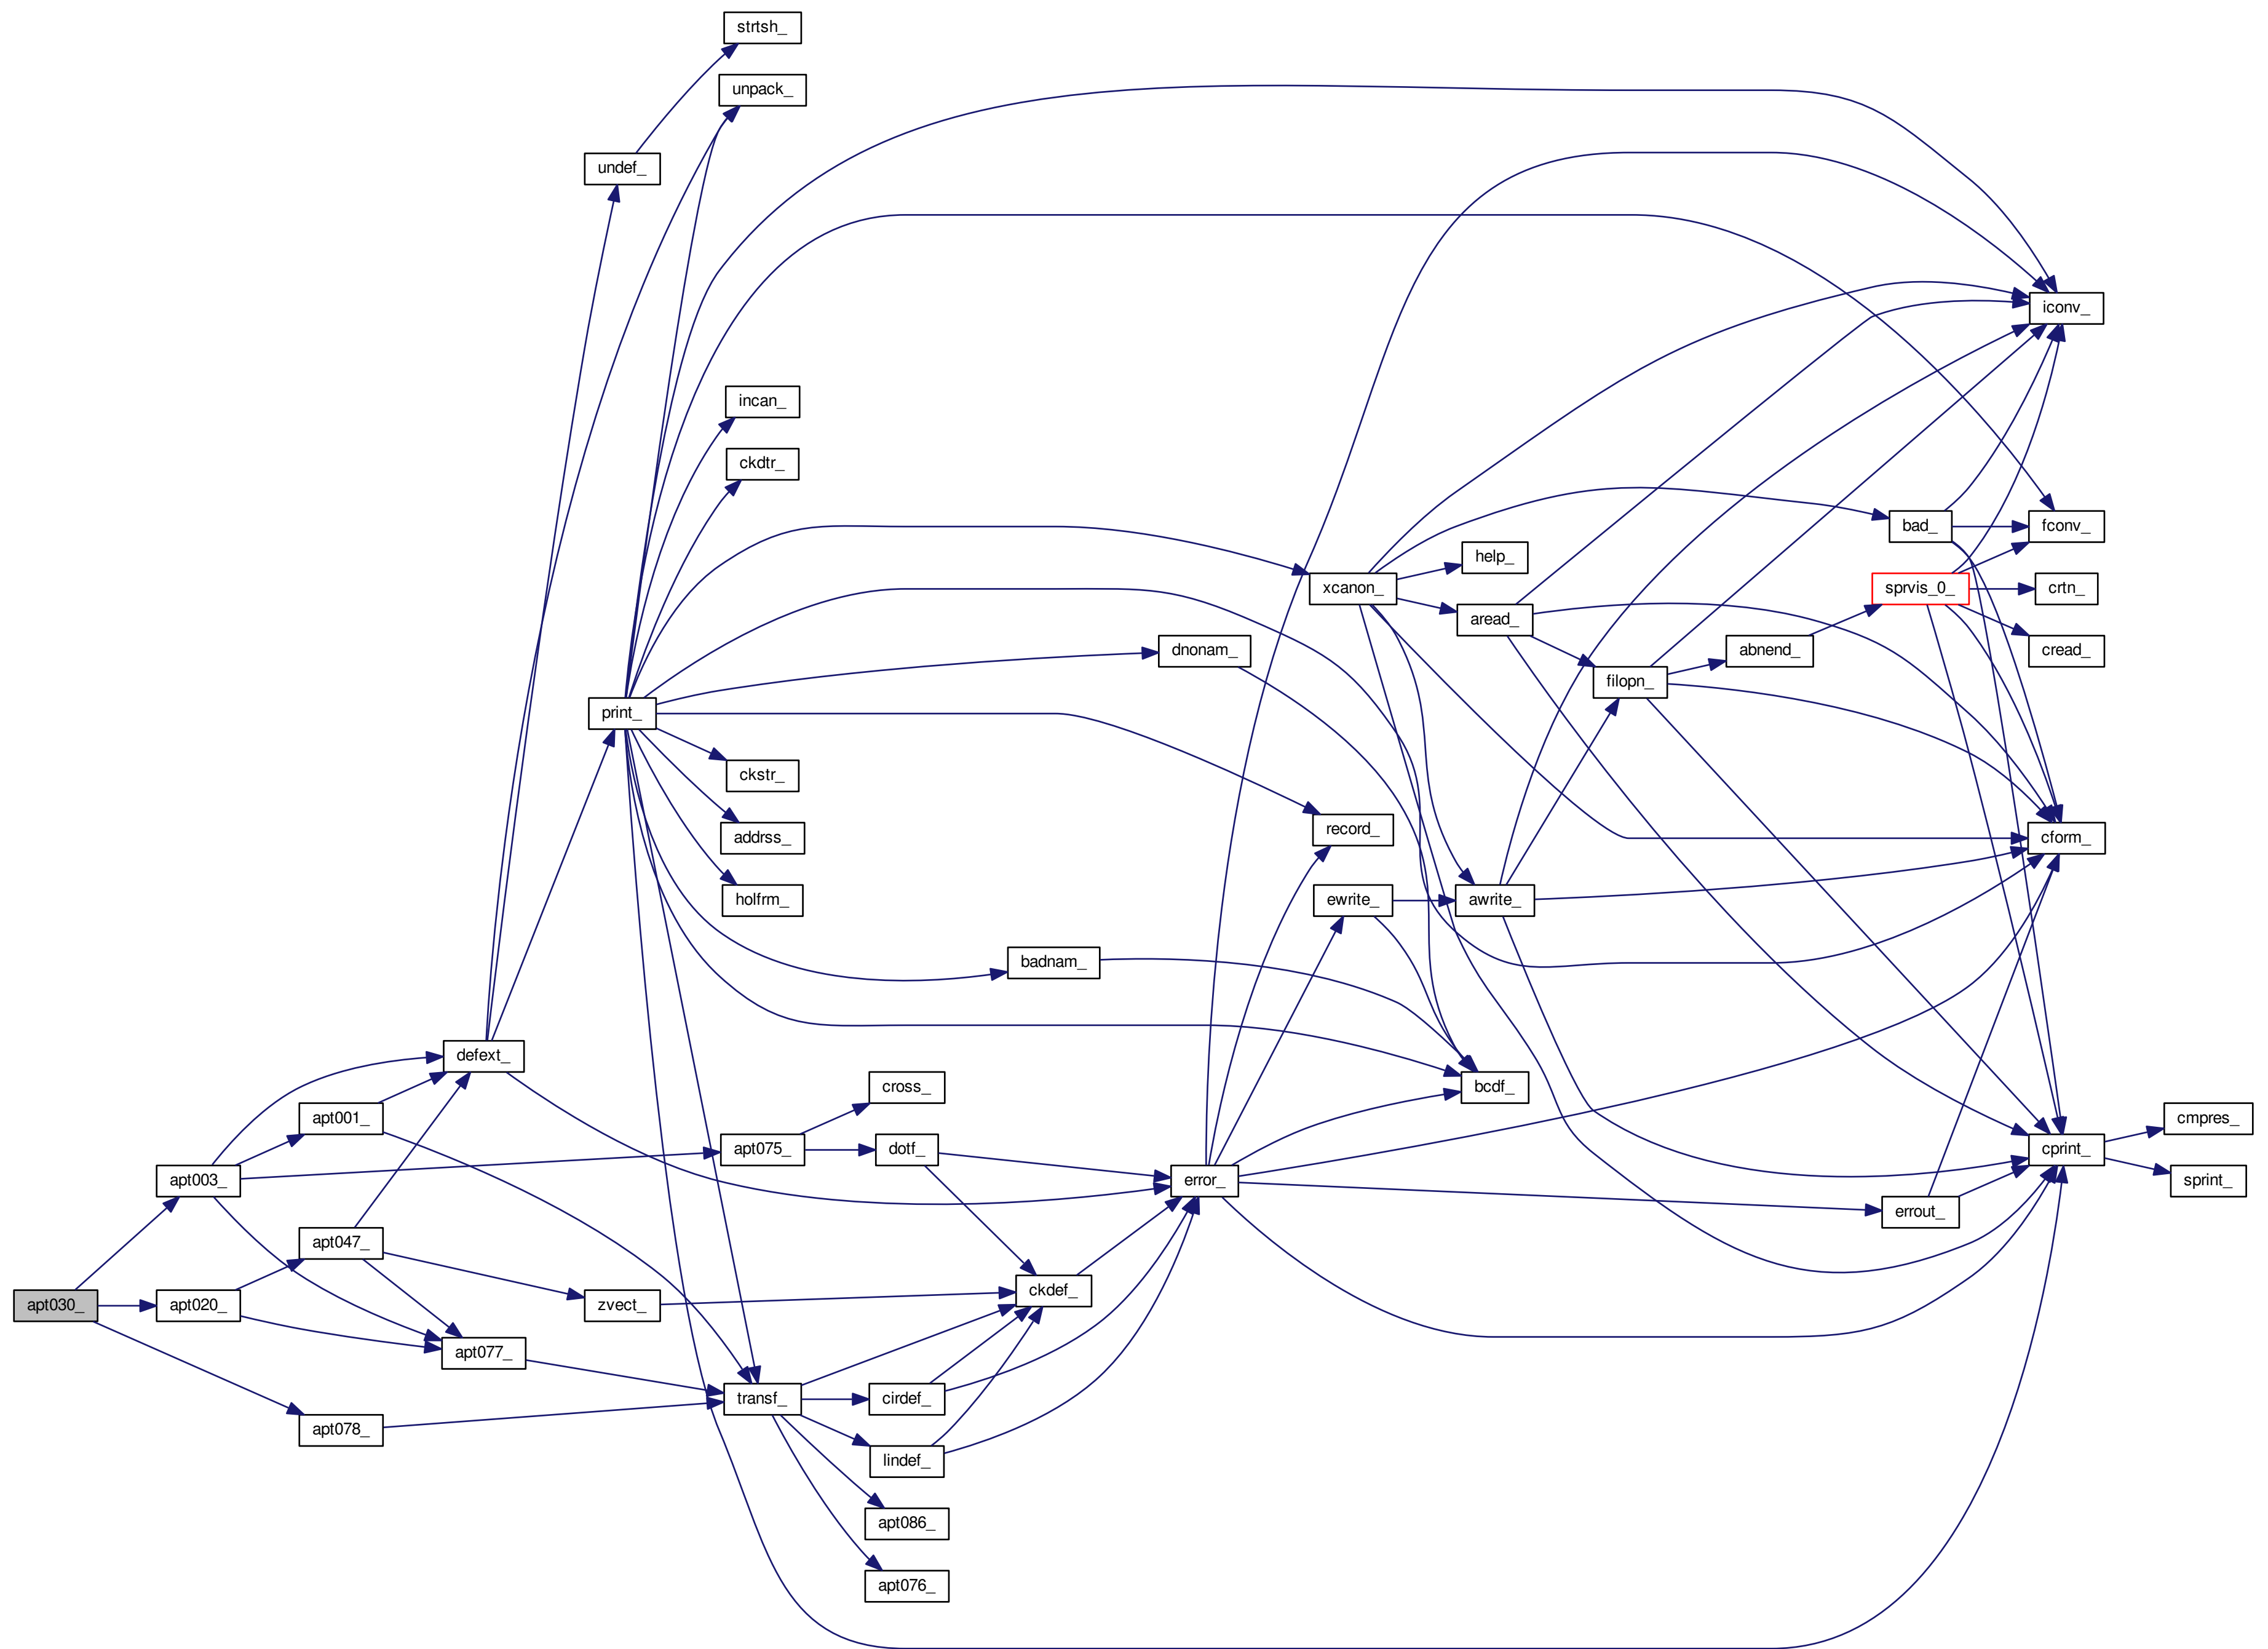 strtsh_
unpack_
undef_
iconv_
incan_
ckdtr_
bad_
fconv_
help_
xcanon_
sprvis_0_
crtn_
aread_
dnonam_
abnend_
cread_
filopn_
print_
ckstr_
record_
addrss_
cform_
holfrm_
ewrite_
awrite_
badnam_
defext_
bcdf_
cross_
apt001_
cmpres_
apt075_
dotf_
cprint_
apt003_
error_
sprint_
errout_
apt047_
ckdef_
apt030_
apt020_
zvect_
apt077_
transf_
cirdef_
apt078_
lindef_
apt086_
apt076_